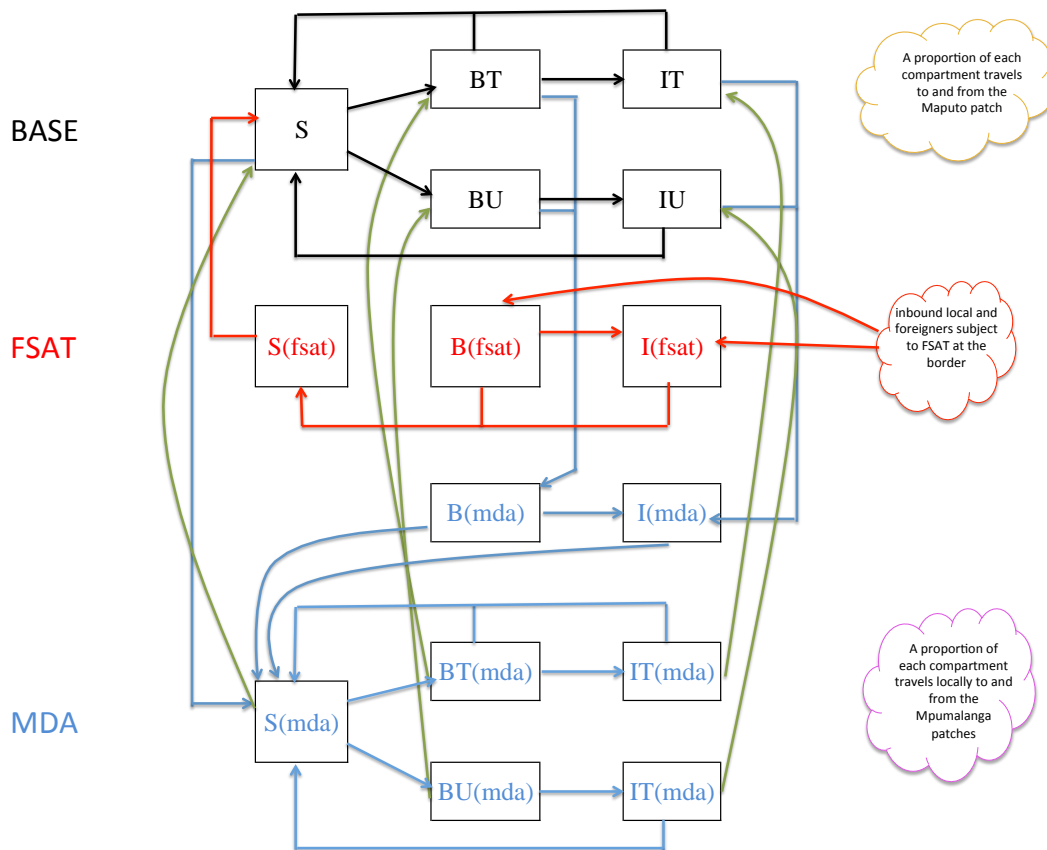 BT
IT
A proportion of each
compartment travels
to and from the
Maputo patch
BASE
S
BU
IU
FSAT
S(fsat)
B(fsat)
I(fsat)
inbound local and
foreigners subject
to FSAT at the
border
B(mda)
I(mda)
BT(mda)
IT(mda)
A proportion of
each compartment
travels locally to and
from the
Mpumalanga
patches
MDA
S(mda)
BU(mda)
IT(mda)